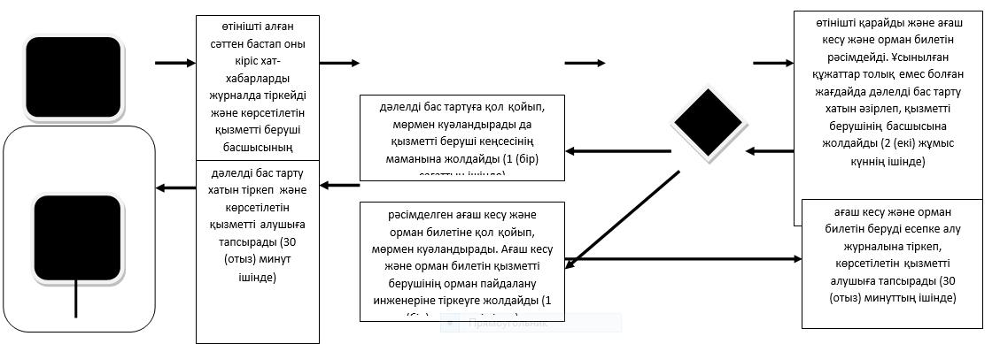 өтінішті алған
сәттен бастап оны
кіріс хат-
хабарларды
журналда тіркейді
және көрсетілетін
қызметті беруші
басшысының
дәлелді бас тарту
хатын тіркеп және
көрсетілетін
қызметті алушыға
тапсырады (30
(отыз) минут
ішінде)
дәлелді бас тартуға қол қойып,
мөрмен куәландырады да
қызметті беруші кеңсесінің
маманына жолдайды (1 (бір)
сағаттың ішінде)
рәсімделген ағаш кесу және
орман билетіне қол қойып,
мөрмен куәландырады. Ағаш кесу
және орман билетін қызметті
берушінің орман пайдалану
инженеріне тіркеуге жолдайды (1
өтінішті қарайды және ағаш
кесу және орман билетін
рәсімдейді. Ұсынылған
құжаттар толық емес болған
жағдайда дәлелді бас тарту
хатын әзірлеп, қызметті
берушінің басшысына
жолдайды (2 (екі) жұмыс
күннің ішінде)
ағаш кесу және орман
билетін беруді есепке алу
журналына тіркеп,
көрсетілетін қызметті
алушыға тапсырады (30
(отыз) минуттың ішінде)
Прямоугольник